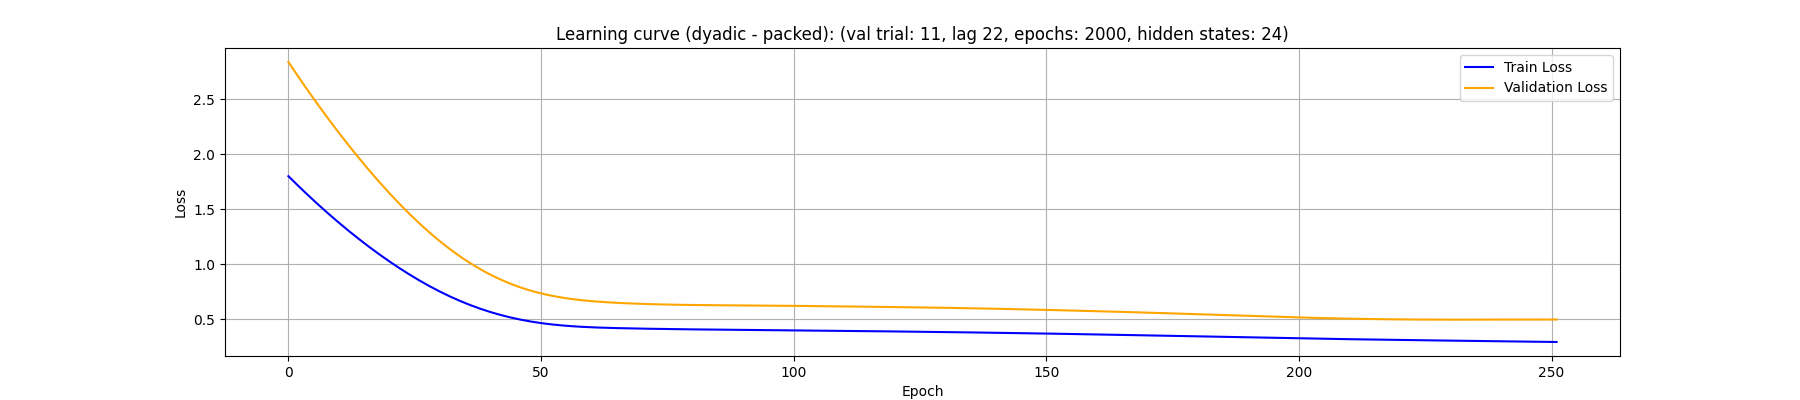 Learning curve (dyadic - packed): (val trial: 11, lag 22, epochs: 2000, hidden states: 24)
Train Loss
Validation Loss
Loss
2.5
2.0
1.5
1.0
0.5
0 50 100 150 200 250
Epoch